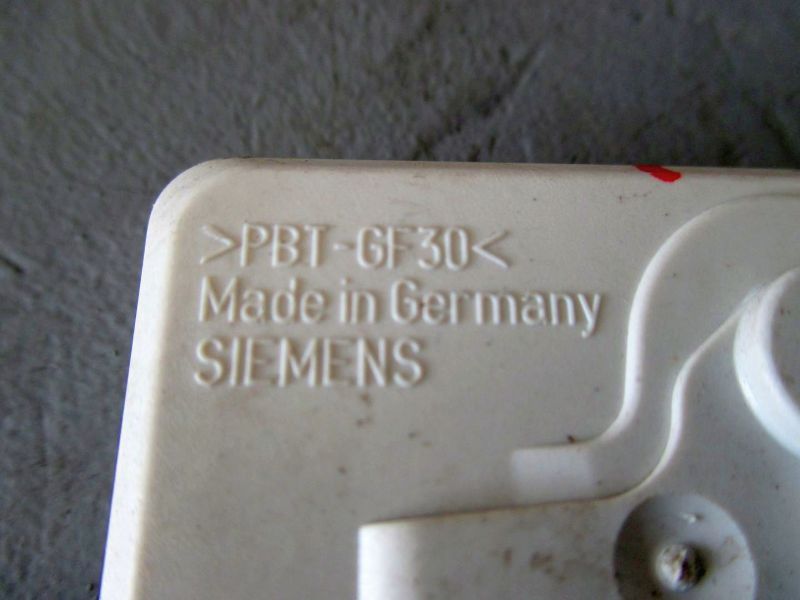 >PBT-GF30<
Made in Germany
SIEMENS